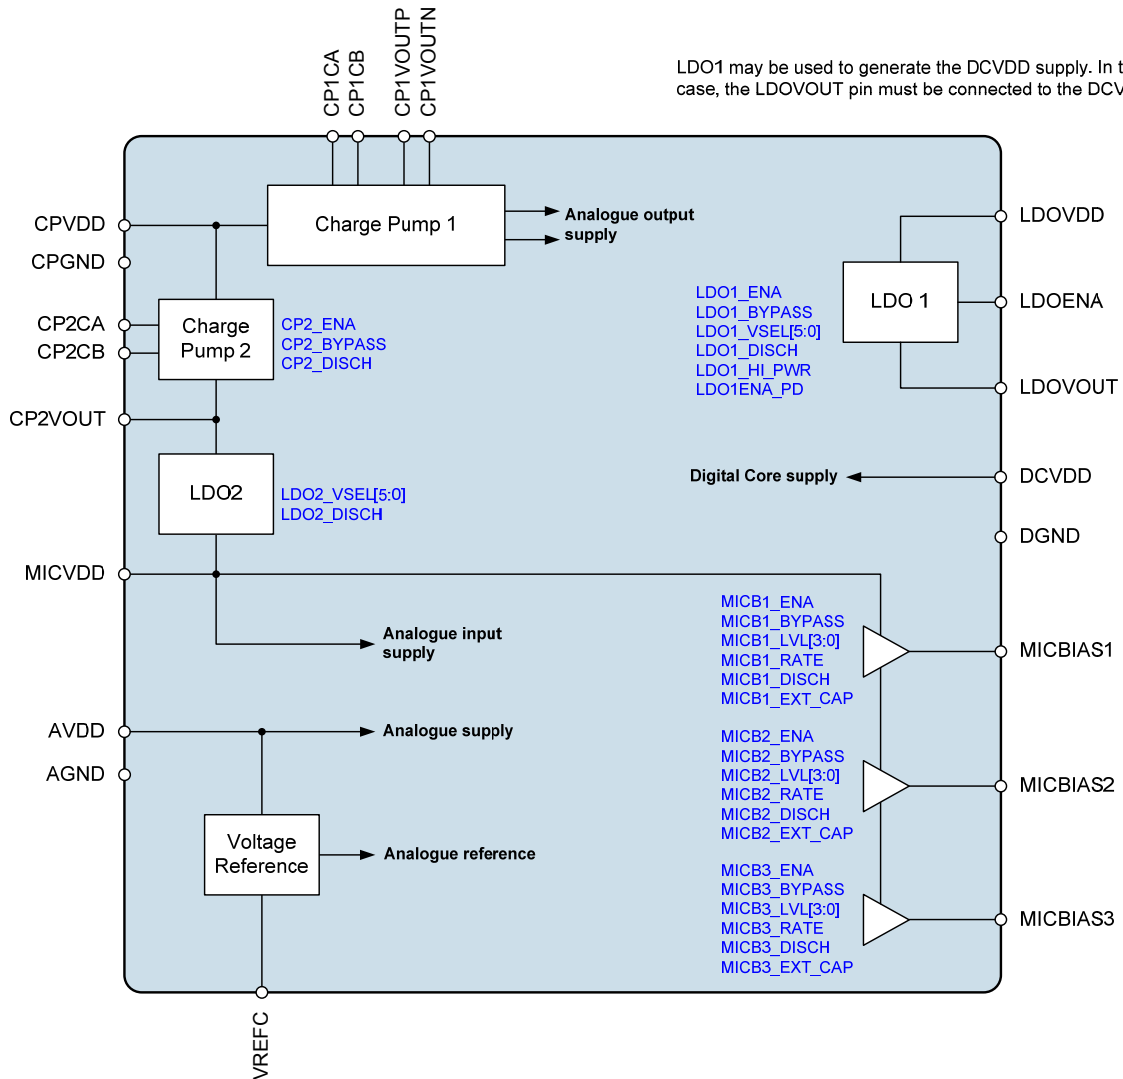 CP1CA
CP1CB
CP1VOUTP
CP1VOUTN
LDO1 may be used to generate the DCVDD supply. In
case, the LDOVOUT pin must be connected to the
CPVDD
CPGND
CP2CA
CP2CB
CP2VOUT
MICVDD
AVDD
AGND
Charge Pump 1
Analogue output
supply
Charge
Pump 2
CP2_ENA
CP2_BYPASS
CP2_DISCH
LDO2
LDO2_VSEL[5:0]
LDO2_DISCH
Analogue input
supply
Analogue supply
Voltage
Reference
Analogue reference
VREFC
LDO1_ENA
LDO1_BYPASS
LDO1_VSEL[5:0]
LDO1_DISCH
LDO1_HI_PWR
LDO1ENA_PD
LDO 1
LDOVDD
LDOENA
LDOVOUT
Digital Core supply
DCVDD
DGND
MICB1_ENA
MICB1_BYPASS
MICB1_LVL[3:0]
MICB1_RATE
MICB1_DISCH
MICB1_EXT_CAP
MICBIAS1
MICB2_ENA
MICB2_BYPASS
MICB2_LVL[3:0]
MICB2_RATE
MICB2_DISCH
MICB2_EXT_CAP
MICBIAS2
MICB3_ENA
MICB3_BYPASS
MICB3_LVL[3:0]
MICB3_RATE
MICB3_DISCH
MICB3_EXT_CAP
MICBIAS3